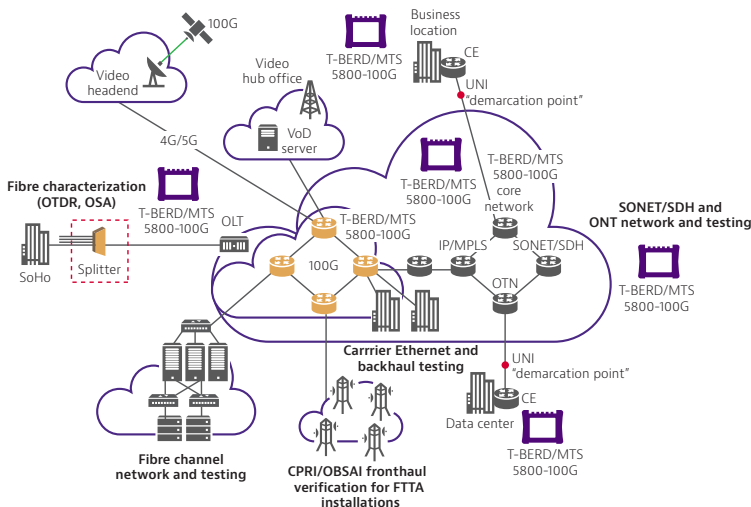 100G
Video
headend
4G/5G
Video
hub office
VoD
server
T-BERD/MTS
5800-100G
Business
location
CE
UNI
“demarcation point”
T-BERD/MTS
5800-100G
T-BERD/MTS
5800-100G
core
network
Fibre characterization
(OTDR, OSA)
T-BERD/MTS
5800-100G
OLT
SoHo
Splitter
T-BERD/MTS
5800-100G
100G
IP/MPLS
SONET/SDH
OTN
SONET/SDH and
ONT network and testing
T-BERD/MTS
5800-100G
Carrrier Ethernet and
backhaul testing
UNI
“demarcation point”
CE
Data center
T-BERD/MTS
5800-100G
Fibre channel
network and testing
CPRI/OBSAI fronthaul
verification for FTTA
installations